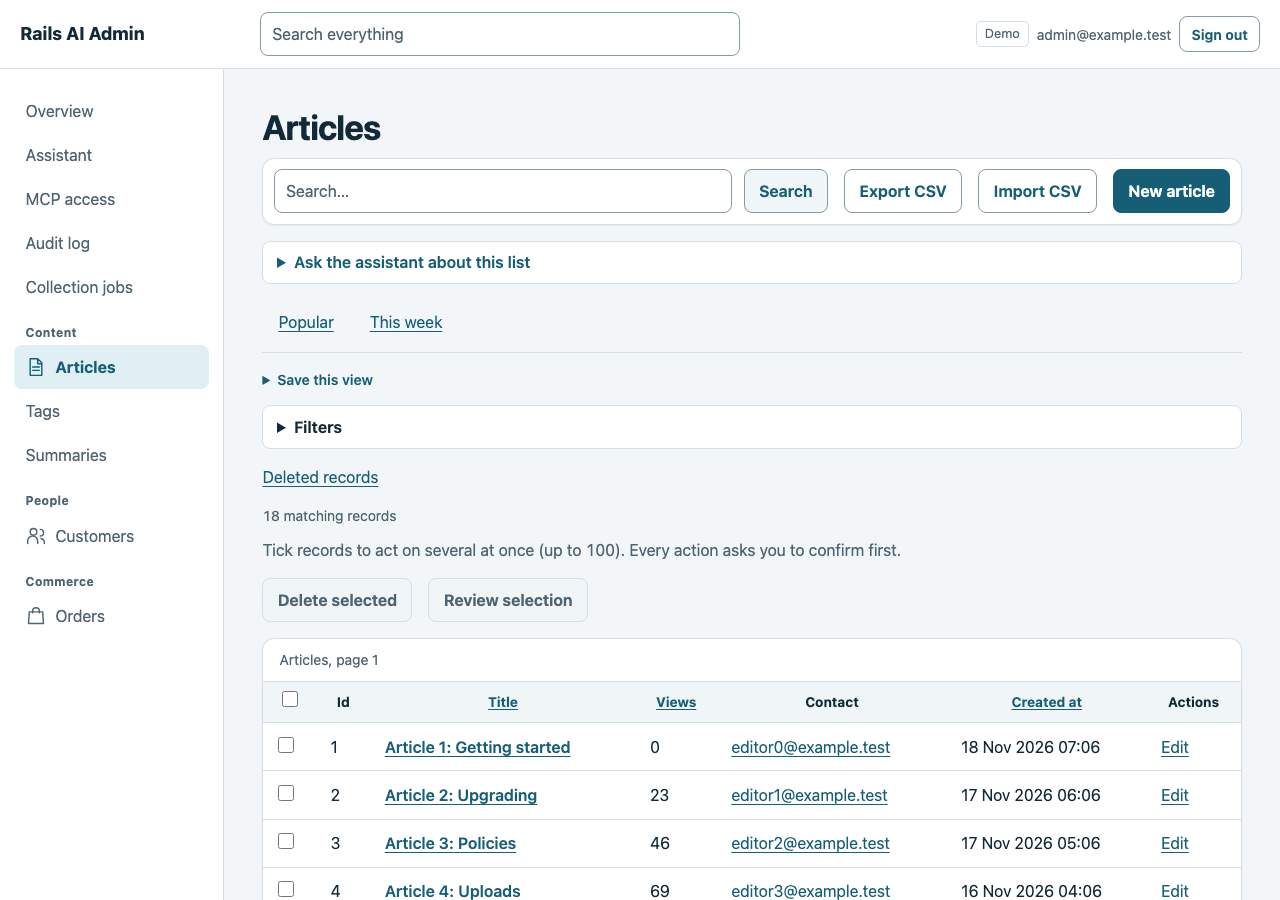 Rails AI Admin
Search everything
Demo
admin@example.test
Sign out
Overview
Assistant
MCP access
Audit log
Collection jobs
Content
Articles
Tags
Summaries
People
Customers
Commerce
Orders
Articles
Search...
Search
Export CSV
Import CSV
New article
Ask the assistant about this list
Popular
This week
Save this view
Filters
Deleted records
18 matching records
Tick records to act on several at once (up to 100). Every action asks you to confirm first.
Delete selected
Review selection
Articles, page 1
Id Title Views Contact Created at Actions
1 Article 1: Getting started 0 editor0@example.test 18 Nov 2026 07:06 Edit
2 Article 2: Upgrading 23 editor1@example.test 17 Nov 2026 06:06 Edit
3 Article 3: Policies 46 editor2@example.test 17 Nov 2026 05:06 Edit
4 Article 4: Uploads 69 editor3@example.test 16 Nov 2026 04:06 Edit